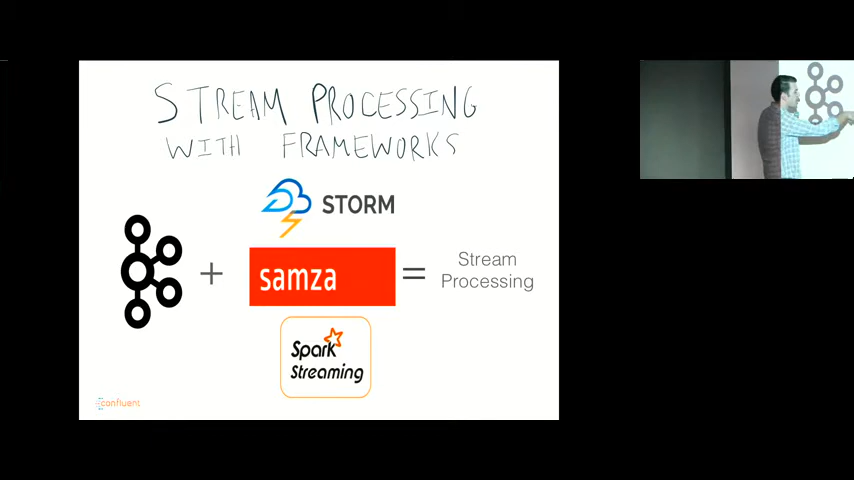 STREAM PROCESSING
WITH FRAMEWORKS
STORM
+
samza
=
Stream
Processing
Spark
Streaming
confluent